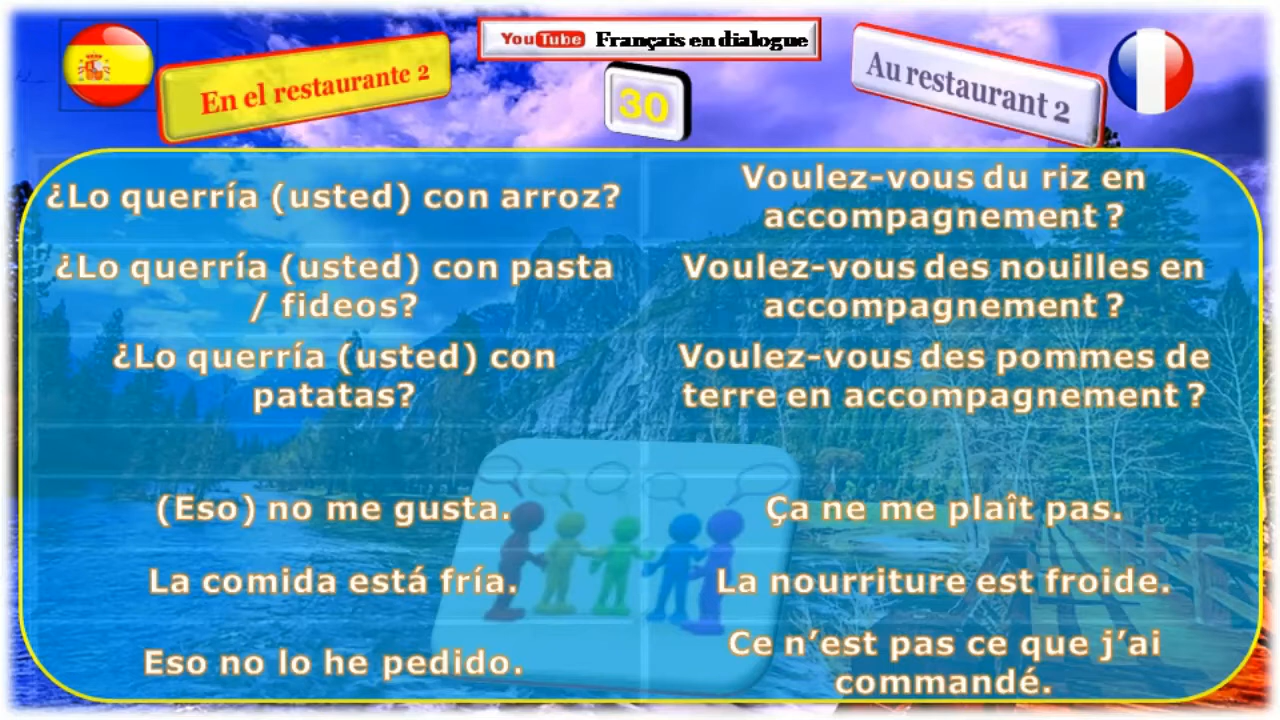 YouTube Français en dialogue
En el restaurante 2
30
Au restaurant 2
¿Lo querría (usted) con arroz?
Voulez-vous du riz en
accompagnement ?
¿Lo querría (usted) con pasta
/ fideos?
Voulez-vous des nouilles en
accompagnement ?
¿Lo querría (usted) con
patatas?
Voulez-vous des pommes de
terre en accompagnement ?
(Eso) no me gusta.
Ça ne me plaît pas.
La comida está fría.
La nourriture est froide.
Eso no lo he pedido.
Ce n’est pas ce que j’ai
commandé.